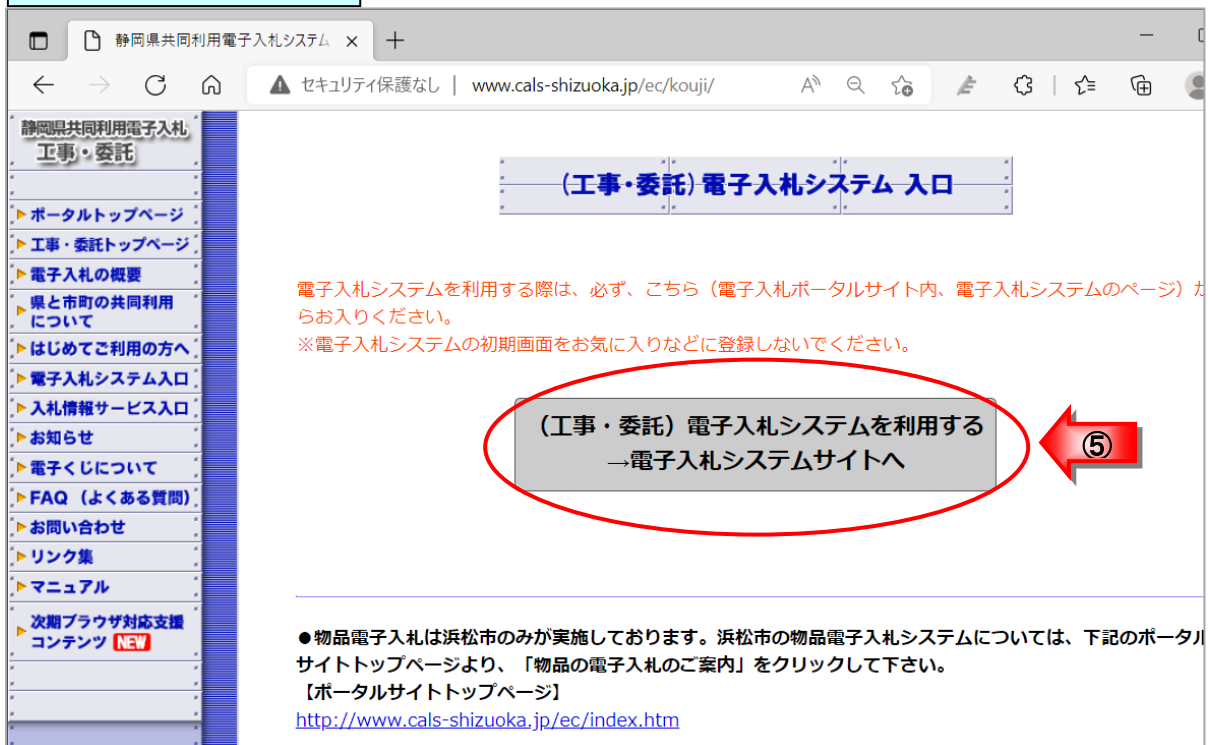 静岡県共同利用電子入札システム
セキュリティ保護なし | www.cals-shizuoka.jp/ec/kouji/
静岡県共同利用電子入札
工事・委託
ポータルトップページ
工事・委託トップページ
電子入札の概要
県と市町の共同利用
について
はじめてご利用の方へ
電子入札システム入口
入札情報サービス入口
お知らせ
電子くじについて
FAQ（よくある質問）
お問い合わせ
リンク集
マニュアル
次期ブラウザ対応支援
コンテンツ NEW
（工事・委託）電子入札システム 入口
電子入札システムを利用する際は、必ず、こちら（電子入札ポータルサイト内、電子入札システムのページ）か
らお入りください。
※電子入札システムの初期画面をお気に入りなどに登録しないでください。
（工事・委託）電子入札システムを利用する
→電子入札システムサイトへ
⑤
●物品電子入札は浜松市のみが実施しております。浜松市の物品電子入札システムについては、下記のポータル
サイトトップページより、「物品の電子入札のご案内」をクリックして下さい。
【ポータルサイトトップページ】
http://www.cals-shizuoka.jp/ec/index.htm